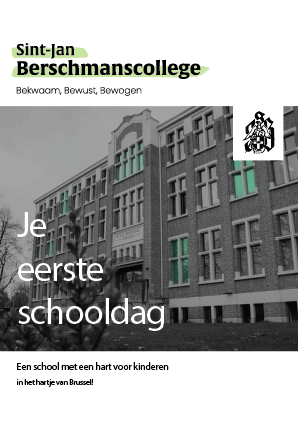 Sint-Jan
Berschmanscollege
Bekwaam, Bewust, Bewogen
Je
eerste
schooldag
Een school met een hart voor kinderen
in het hartje van Brussel!